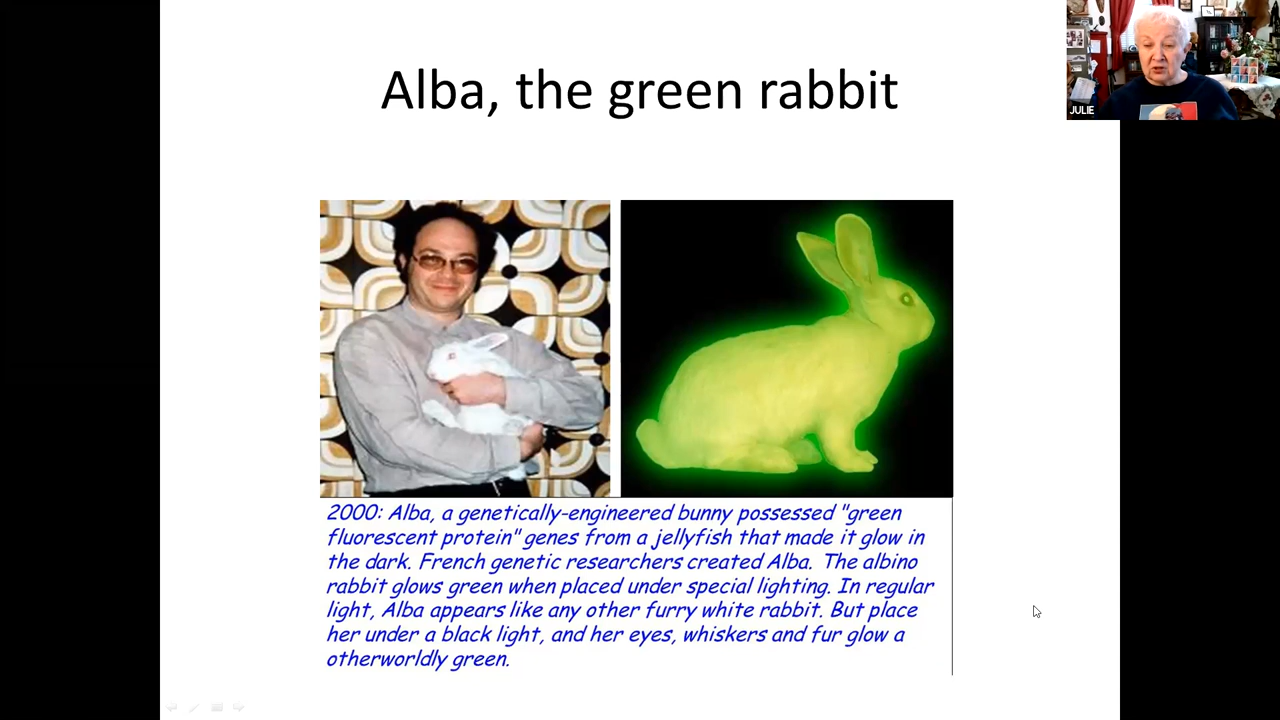 Alba, the green rabbit
JULIE
2000: Alba, a genetically-engineered bunny possessed "green
fluorescent protein" genes from a jellyfish that made it glow in
the dark. French genetic researchers created Alba.  The albino
rabbit glows green when placed under special lighting. In regular
light, Alba appears like any other furry white rabbit. But place
her under a black light, and her eyes, whiskers and fur glow a
otherworldly green.